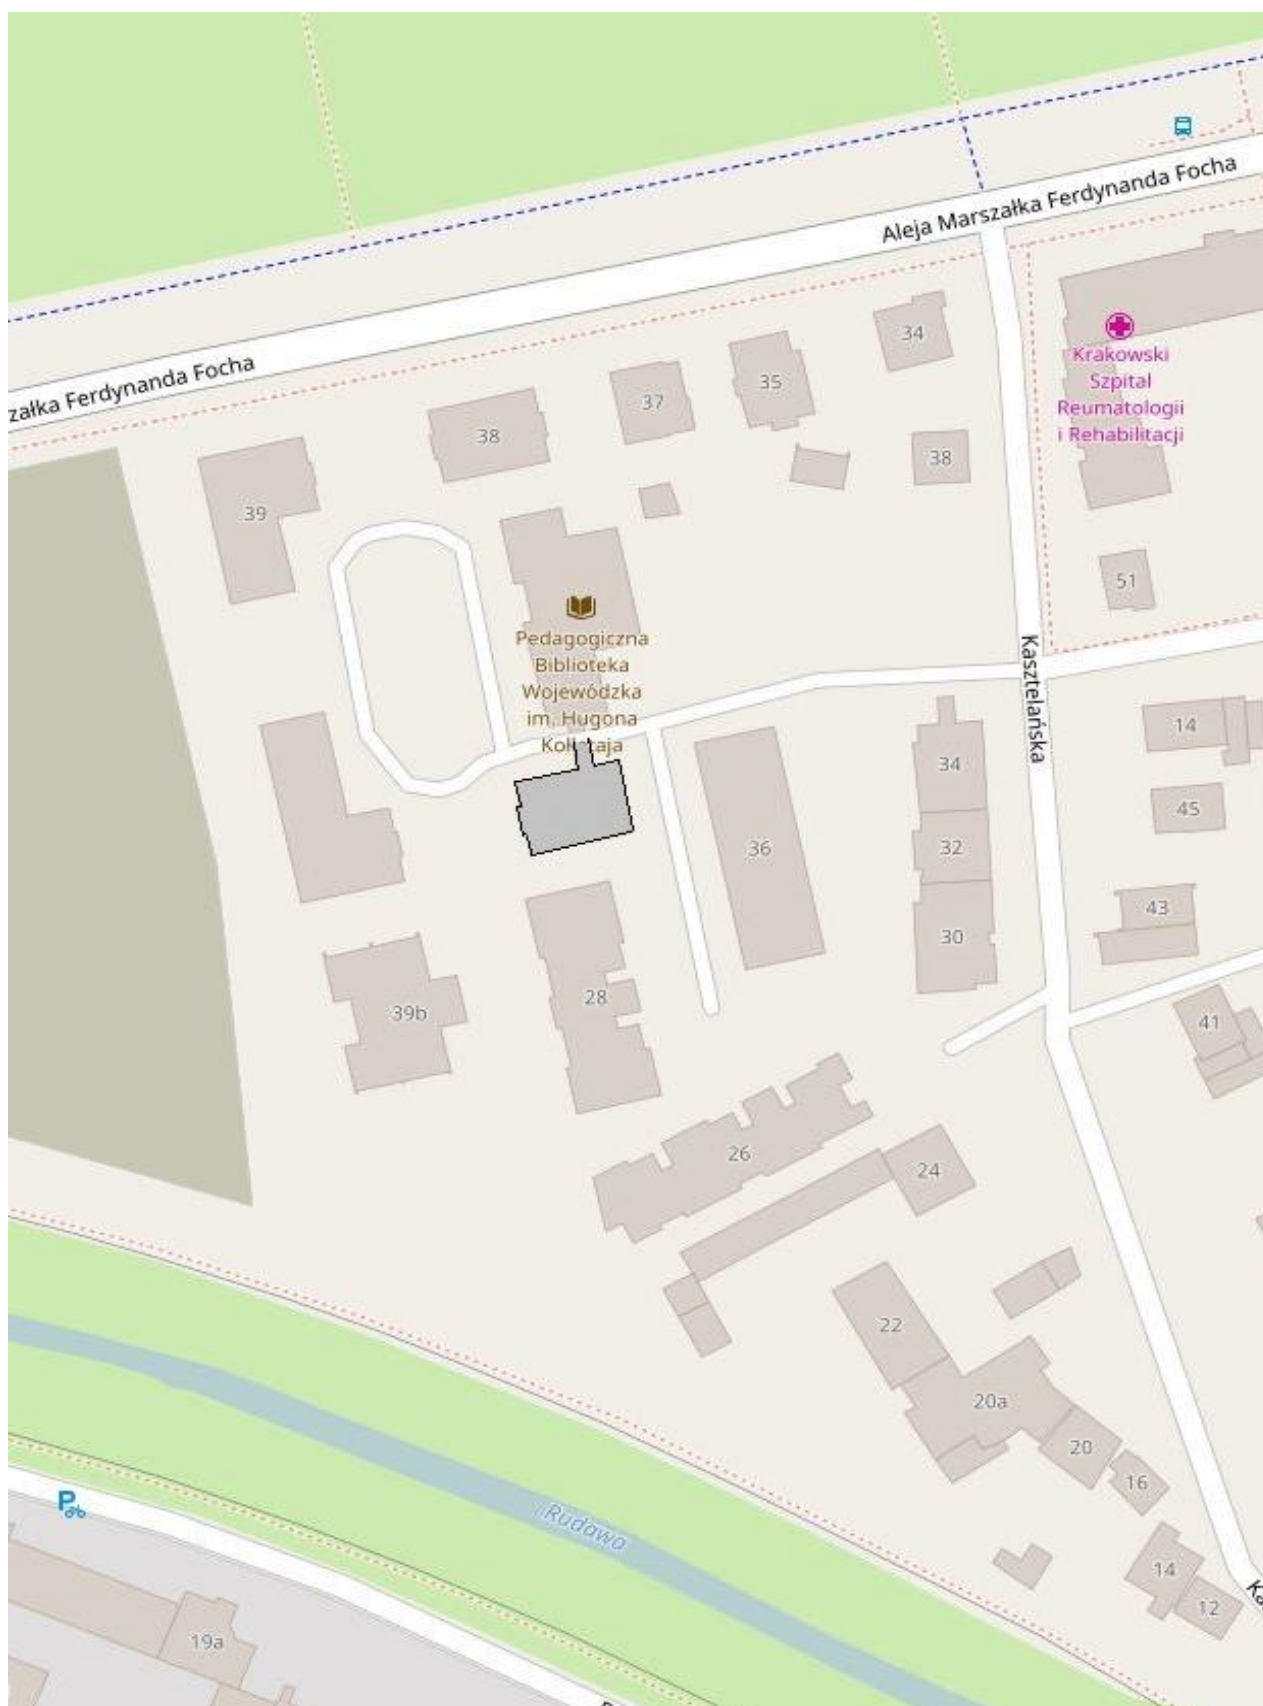 Aleja Marszałka Ferdynanda Focha
załka Ferdynanda Focha
34
35
37
38
38
39
Krakowski
Szpital
Reumatologii
i Rehabilitacji
51
Pedagogiczna
Biblioteka
Wojewódzka
im. Hugona
Kołłątaja
Kasztelańska
14
34
45
36
32
43
30
28
39b
41
26
24
22
20a
20
16
14
12
Rudawa
P
19a